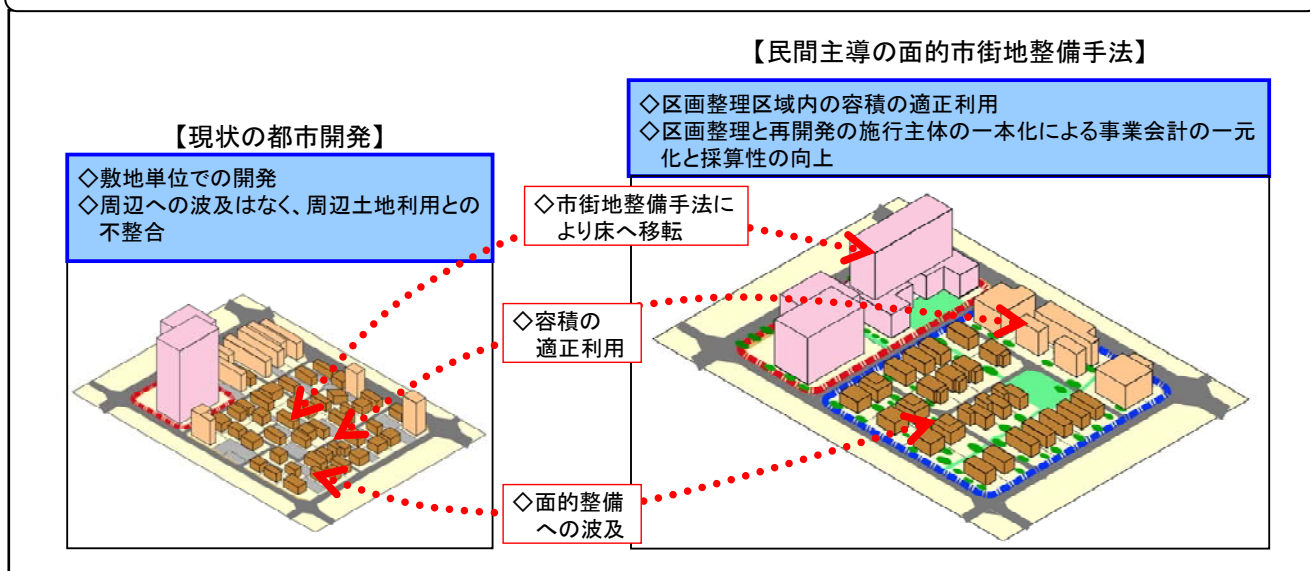 【現状の都市開発】
◇敷地単位での開発
◇周辺への波及はなく、周辺土地利用との
不整合
◇市街地整備手法に
より床へ移転
◇容積の
適正利用
◇面的整備
への波及
【民間主導の面的市街地整備手法】
◇区画整理区域内の容積の適正利用
◇区画整理と再開発の施行主体の一本化による事業会計の一元
化と採算性の向上